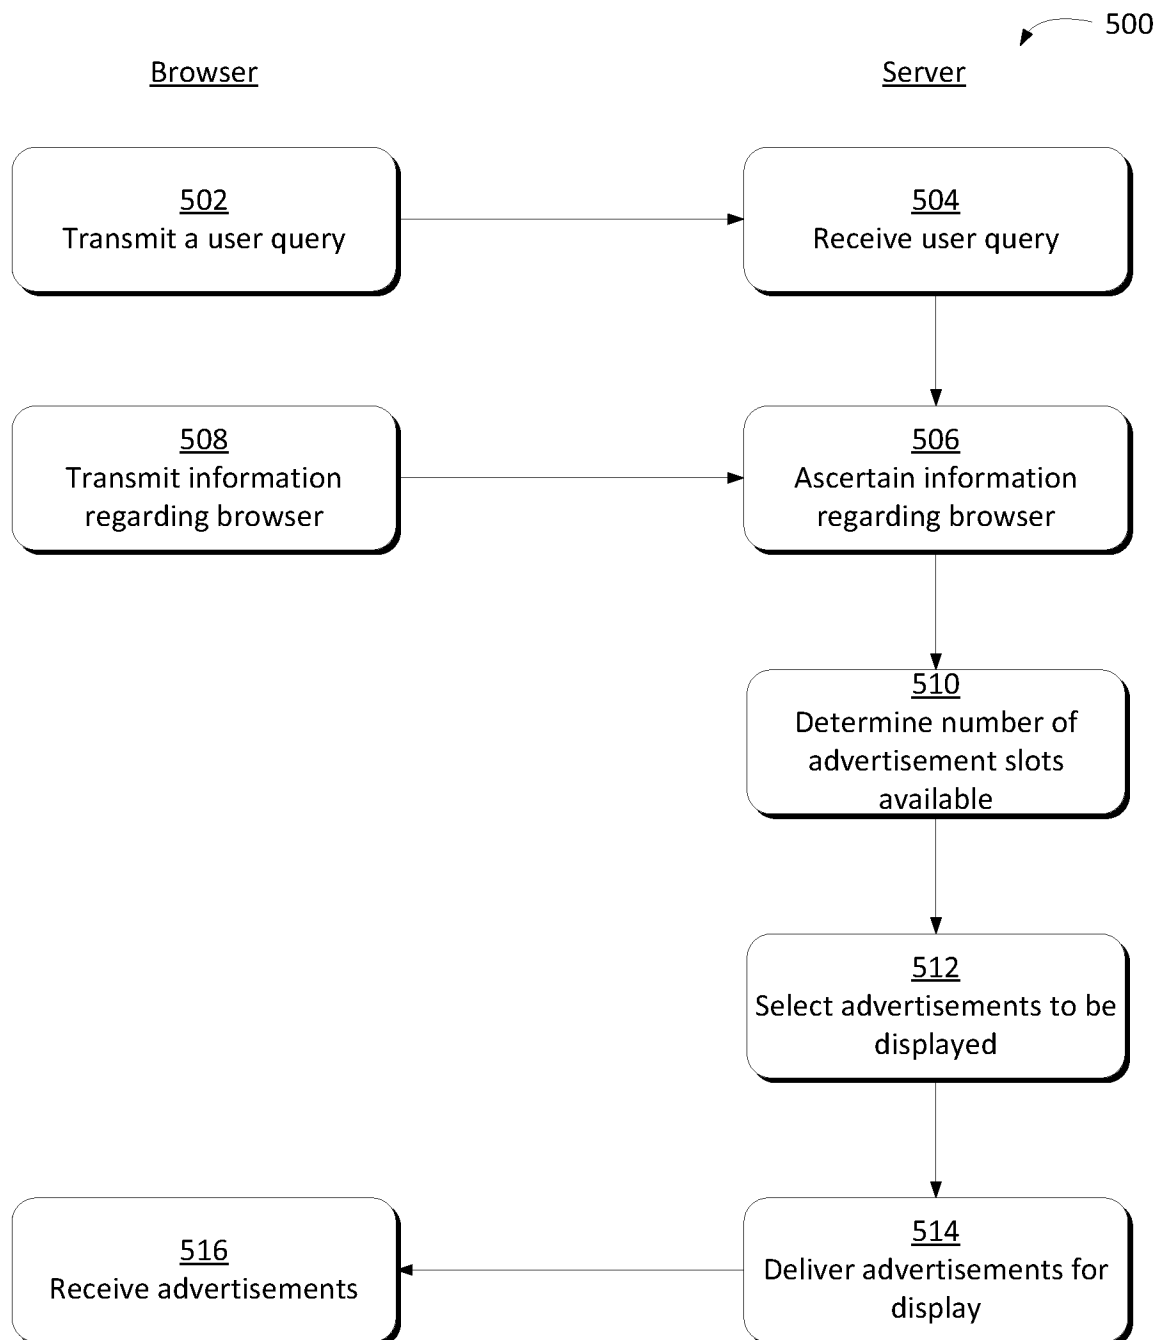 500
Browser
Server
502
Transmit a user query
504
Receive user query
508
Transmit information
regarding browser
506
Ascertain information
regarding browser
510
Determine number of
advertisement slots
available
512
Select advertisements to be
displayed
516
Receive advertisements
514
Deliver advertisements for
display